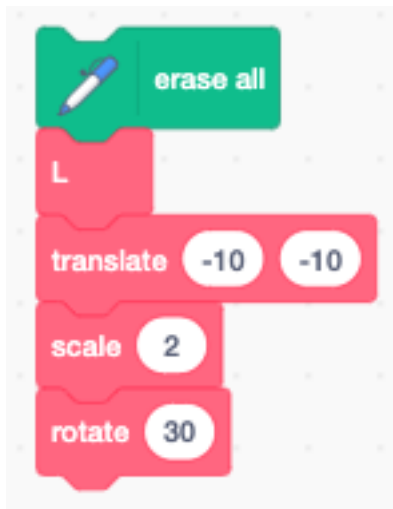 erase all
L
translate -10 -10
scale 2
rotate 30